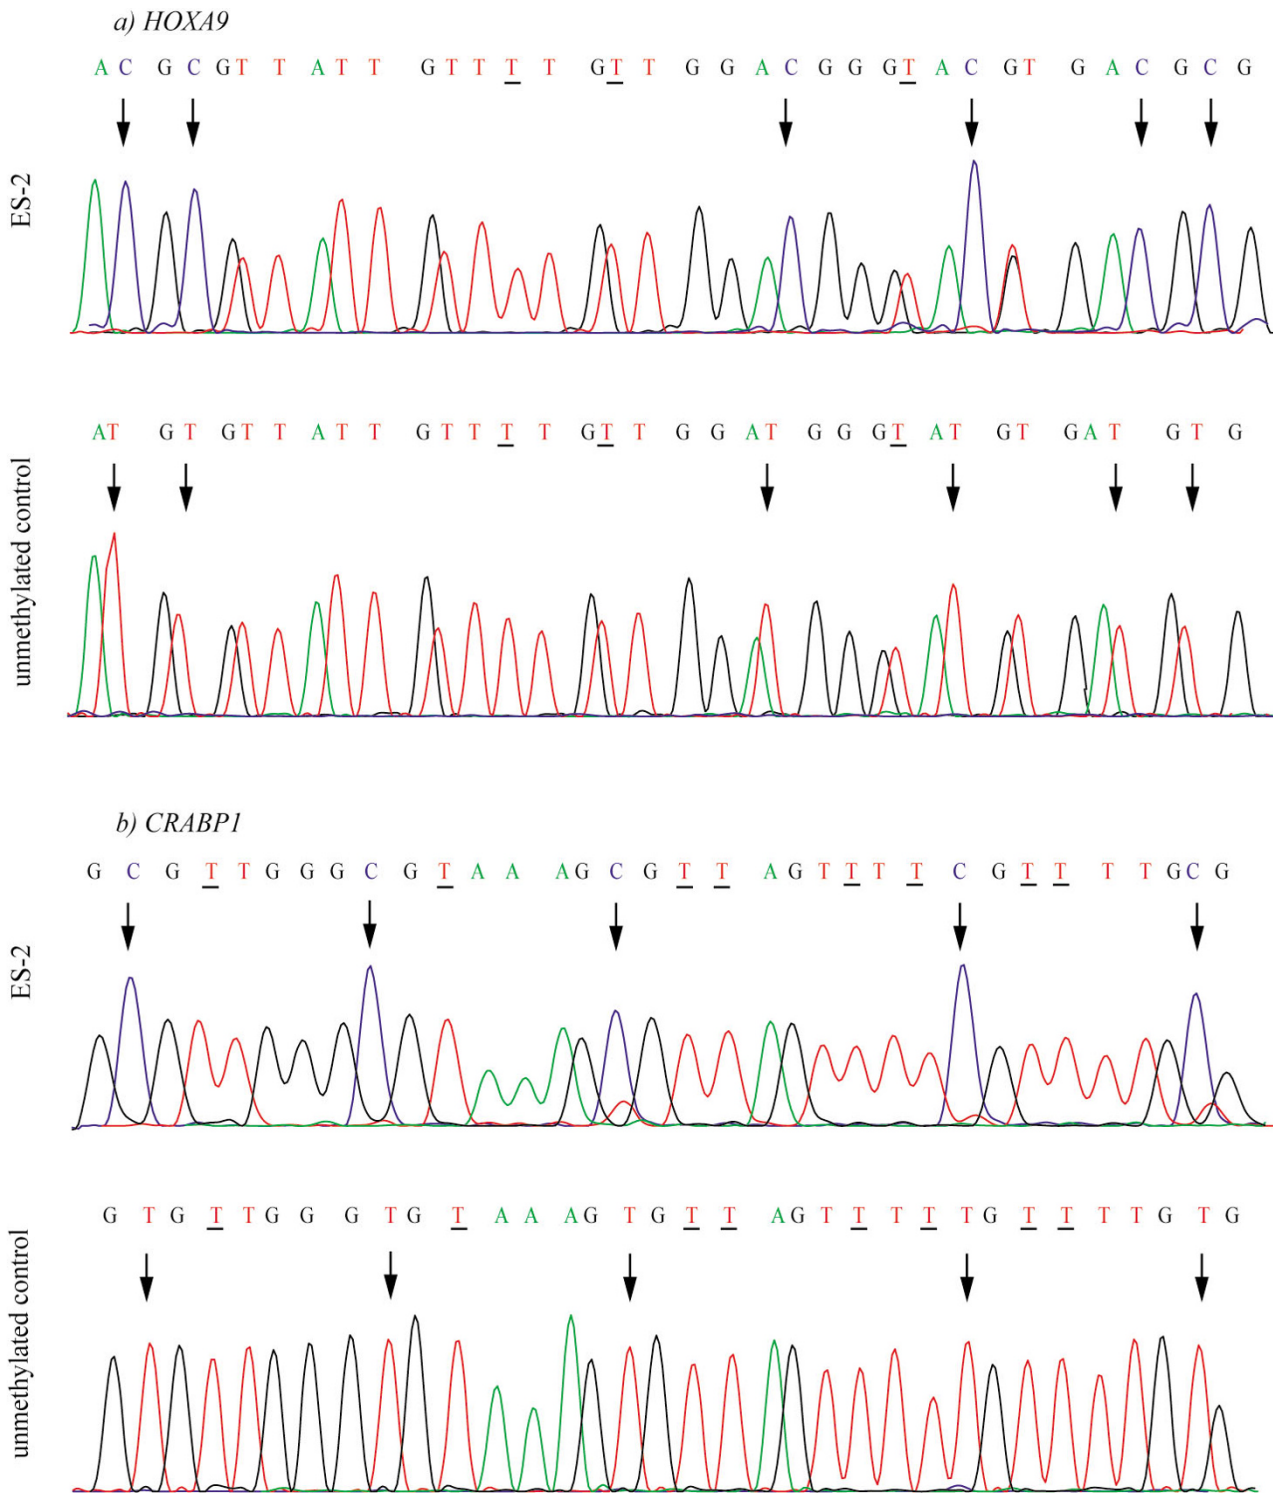 a) HOXA9
A C G C G T T A T T G T T T T G T T G G A C G G G T A C G T G A C G C G
ES-2
A T G T G T T A T T G T T T T G T T G G A T G G G T A T G T G A T G T G
unmethylated control
b) CRABP1
G C G T T G G G C G T A A A G C G T T A G T T T T C G T T T T G C G
ES-2
G T G T T G G G T G T A A A G T G T T A G T T T T T G T T T T G T G
unmethylated control